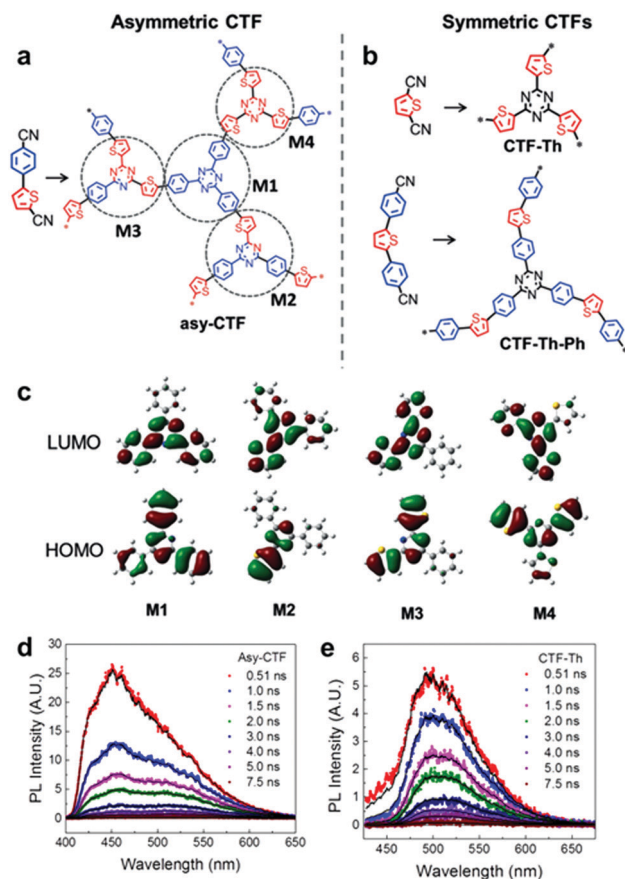 Asymmetric CTF
Symmetric CTFs
a
b
CN
CN
M4
M1
M3
M2
asy-CTF
CN
CN
CTF-Th
CN
CN
CTF-Th-Ph
c
LUMO
HOMO
M1
M2
M3
M4
d
30
25
20
15
10
5
0
PL Intensity (A.U.)
Asy-CTF
0.51 ns
1.0 ns
1.5 ns
2.0 ns
3.0 ns
4.0 ns
5.0 ns
7.5 ns
400 450 500 550 600 650
Wavelength (nm)
e
6
5
4
3
2
1
0
PL Intensity (A.U.)
CTF-Th
0.51 ns
1.0 ns
1.5 ns
2.0 ns
3.0 ns
4.0 ns
5.0 ns
7.5 ns
450 500 550 600 650
Wavelength (nm)